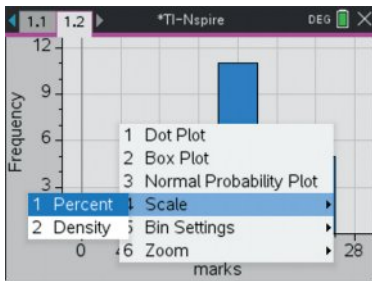 1.1 1.2 *TI-Nspire DEG
12
9
Frequency
6
3
1 Dot Plot
2 Box Plot
3 Normal Probability Plot
4 Scale
5 Bin Settings
6 Zoom
1 Percent
2 Density
0 28
marks